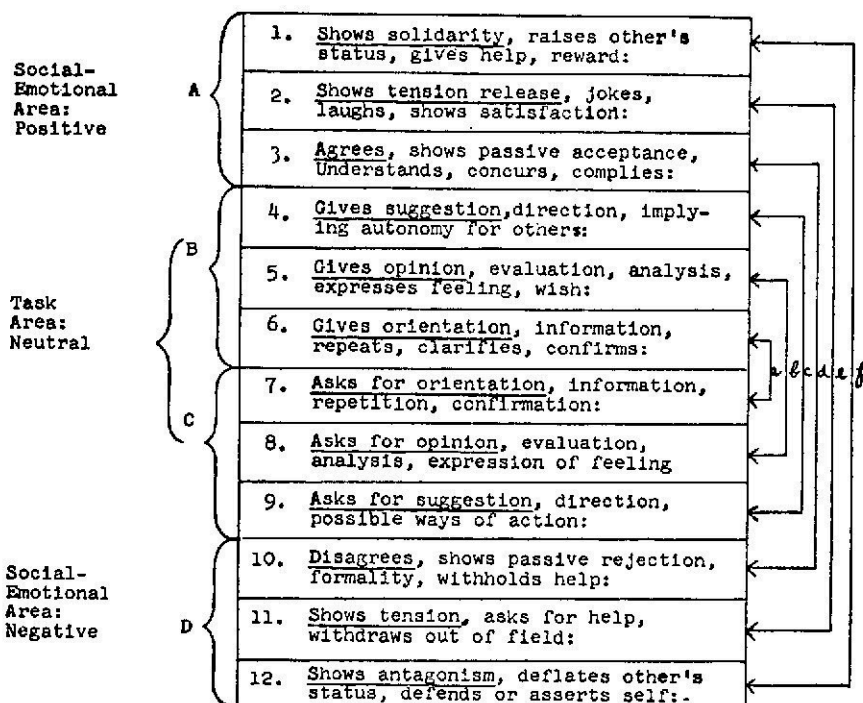 Social-
Emotional
Area:
Positive
A
1. Shows solidarity, raises other's
status, gives help, reward:
2. Shows tension release, jokes,
laughs, shows satisfaction:
3. Agrees, shows passive acceptance,
Understands, concurs, complies:
Task
Area:
Neutral
B
4. Gives suggestion,direction, imply-
ing autonomy for others:
5. Gives opinion, evaluation, analysis,
expresses feeling, wish:
6. Gives orientation, information,
repeats, clarifies, confirms:
C
7. Asks for orientation, information,
repetition, confirmation:
8. Asks for opinion, evaluation,
analysis, expression of feeling
9. Asks for suggestion, direction,
possible ways of action:
Social-
Emotional
Area:
Negative
D
10. Disagrees, shows passive rejection,
formality, withholds help:
11. Shows tension, asks for help,
withdraws out of field:
12. Shows antagonism, deflates other's
status, defends or asserts self:.
a b c d e f